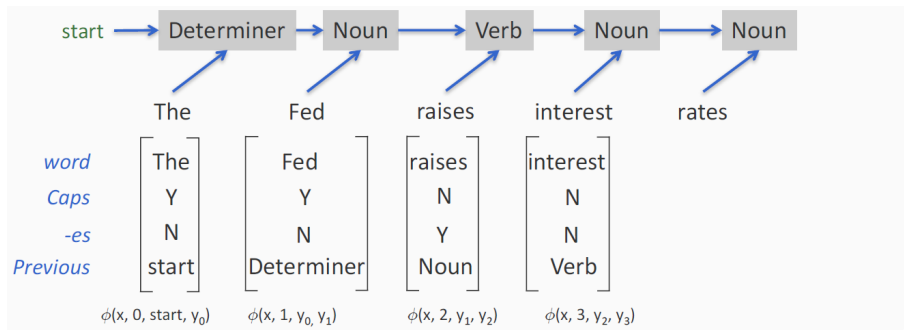 start Determiner Noun Verb Noun Noun
The Fed raises interest rates
word The Fed raises interest
Caps Y Y N N
-es N N Y N
Previous start Determiner Noun Verb
ϕ(x, 0, start, y₀) ϕ(x, 1, y₀, y₁) ϕ(x, 2, y₁, y₂) ϕ(x, 3, y₂, y₃)